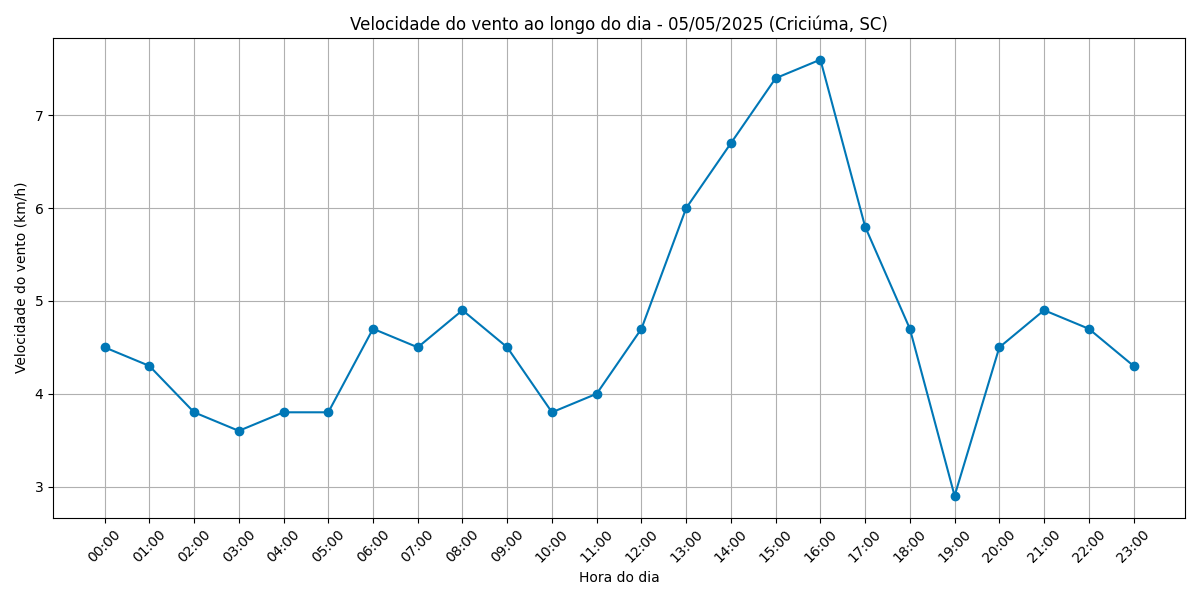 Velocidade do vento ao longo do dia - 05/05/2025 (Criciúma, SC)
Velocidade do vento (km/h)
7
6
5
4
3
00:00 01:00 02:00 03:00 04:00 05:00 06:00 07:00 08:00 09:00 10:00 11:00 12:00 13:00 14:00 15:00 16:00 17:00 18:00 19:00 20:00 21:00 22:00 23:00
Hora do dia